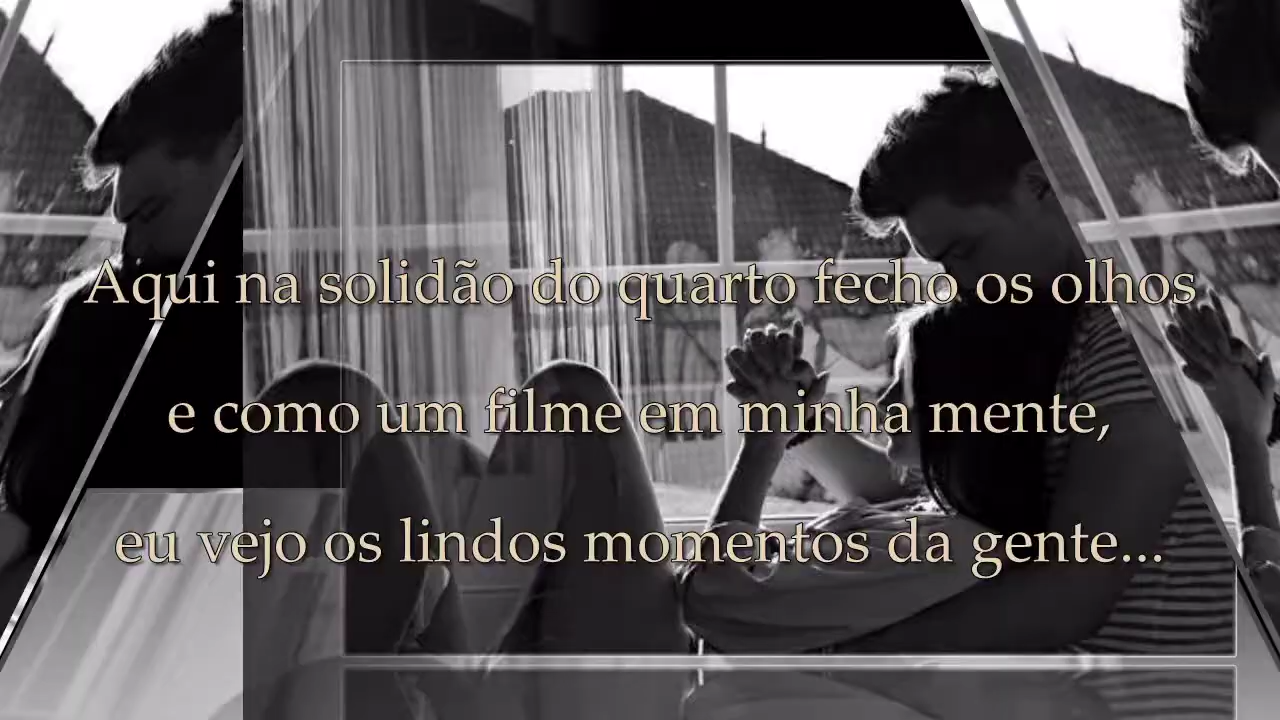 Aqui na solidão do quarto fecho os olhos
e como um filme em minha mente,
eu vejo os lindos momentos da gente...